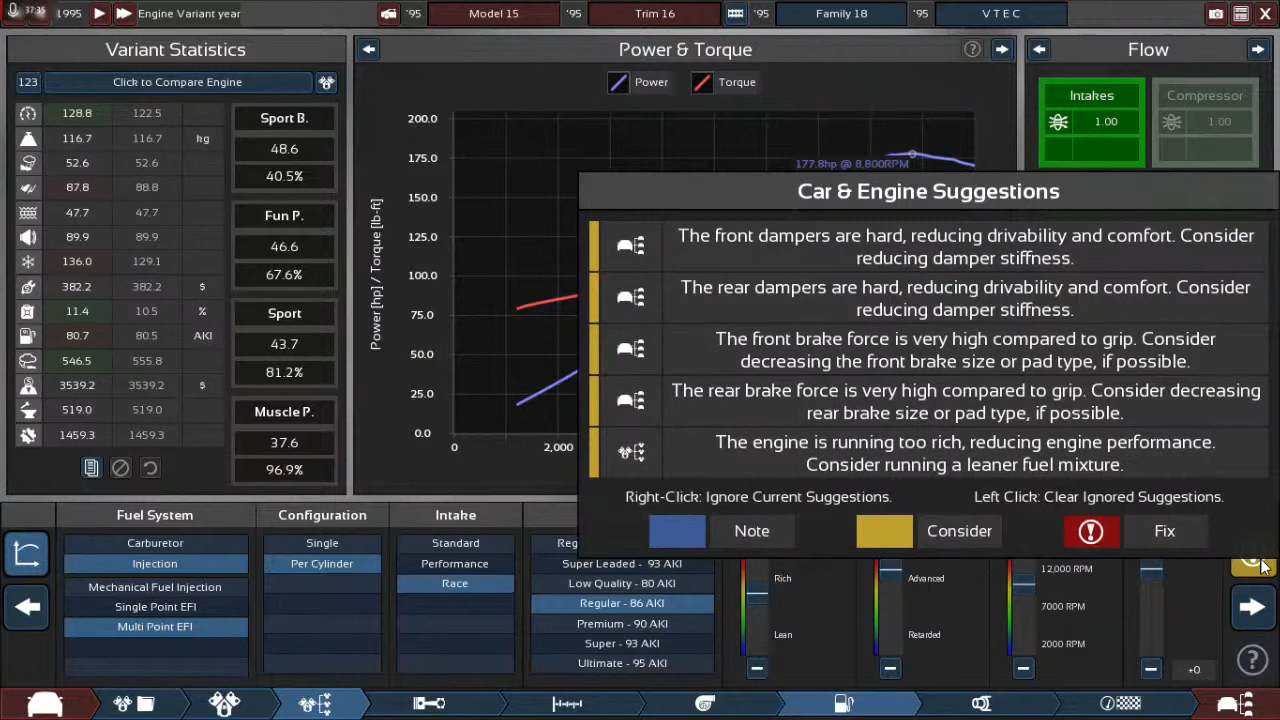 37:35
1995
Engine Variant year
'95
Model 15
'95
Trim 16
'95
Family 18
'95
VTEC
Variant Statistics
Power & Torque
Flow
123
Click to Compare Engine
Power
Torque
Intakes
1.00
Compressor
1.00
128.8 122.5
116.7 116.7 kg
52.6 52.6
87.8 88.8
47.7 47.7
89.9 89.9
136.0 129.1
382.2 382.2 $
11.4 10.5 %
80.7 80.5 AKI
546.5 555.8
3539.2 3539.2 $
519.0 519.0
1459.3 1459.3
Sport B.
48.6
40.5%
Fun P.
46.6
67.6%
Sport
43.7
81.2%
Muscle P.
37.6
96.9%
Power [hp] / Torque [lb-ft]
200.0
175.0
150.0
125.0
100.0
75.0
50.0
25.0
0.0
0
2,000
177.8hp @ 8,800RPM
Car & Engine Suggestions
The front dampers are hard, reducing drivability and comfort. Consider
reducing damper stiffness.
The rear dampers are hard, reducing drivability and comfort. Consider
reducing damper stiffness.
The front brake force is very high compared to grip. Consider
decreasing the front brake size or pad type, if possible.
The rear brake force is very high compared to grip. Consider decreasing
rear brake size or pad type, if possible.
The engine is running too rich, reducing engine performance.
Consider running a leaner fuel mixture.
Right-Click: Ignore Current Suggestions.
Left Click: Clear Ignored Suggestions.
Note
Consider
Fix
Fuel System
Carburetor
Injection
Mechanical Fuel Injection
Single Point EFI
Multi Point EFI
Configuration
Single
Per Cylinder
Intake
Standard
Performance
Race
Super Leaded - 93 AKI
Low Quality - 80 AKI
Regular - 86 AKI
Premium - 90 AKI
Super - 93 AKI
Ultimate - 95 AKI
Rich
Lean
Advanced
Retarded
12,000 RPM
7000 RPM
2000 RPM
+0